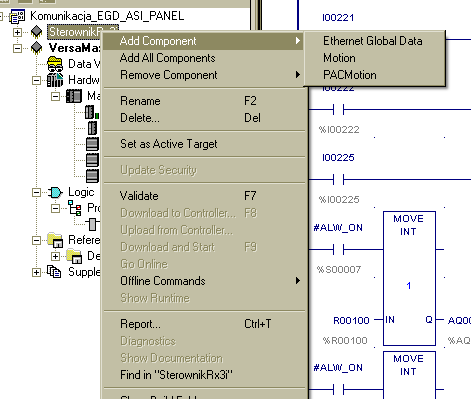 Komunikacja_EGD_ASI_PANEL
VersaMa
Data V
Hardw
Ma
Logic
Pro
Refere
De
Supple
Add Component
Add All Components
Remove Component
Rename F2
Delete... Del
Set as Active Target
Update Security
Validate F7
Download to Controller... F8
Upload from Controller...
Download and Start F9
Go Online
Offline Commands
Show Runtime
Report... Ctrl+T
Diagnostics
Show Documentation
Find in "SterownikRx3i"
Ethernet Global Data
Motion
PACMotion
I00221
I00222
%I00222
I00225
%I00225
#ALW_ON
%S00007
MOVE
INT
1
R00100 IN Q AQ00
%R00100 %AQ
#ALW_ON
MOVE
INT